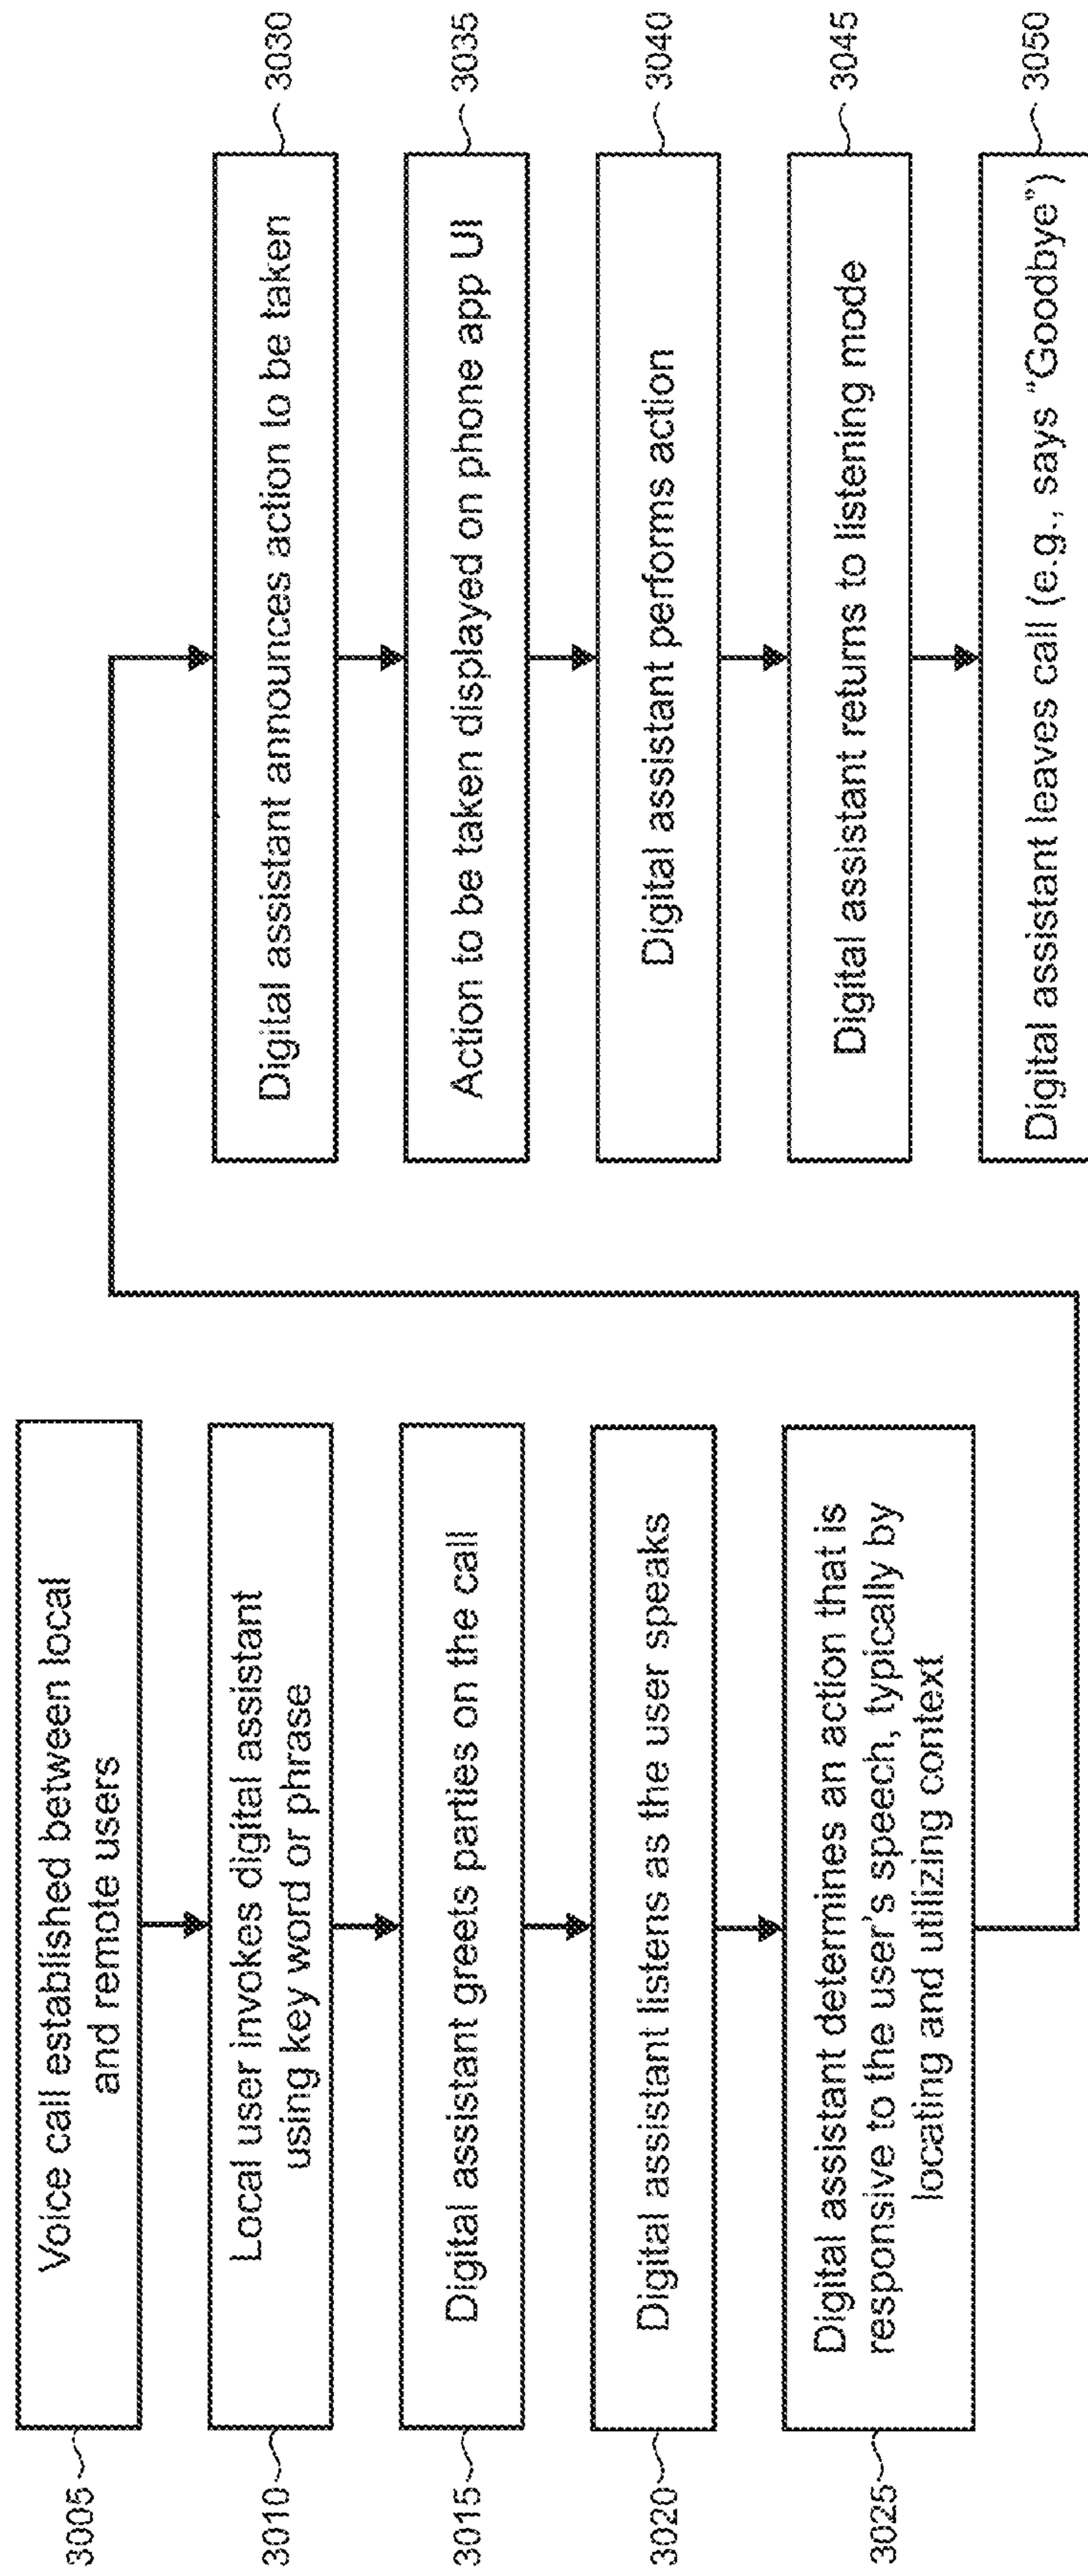 3005
Voice call established between local
and remote users
3010
Local user invokes digital assistant
using key word or phrase
3015
Digital assistant greets parties on the call
3020
Digital assistant listens as the user speaks
3025
Digital assistant determines an action that is
responsive to the user's speech, typically by
locating and utilizing context
Digital assistant announces action to be taken
3030
Action to be taken displayed on phone app UI
3035
Digital assistant performs action
3040
Digital assistant returns to listening mode
3045
Digital assistant leaves call (e.g., says "Goodbye")
3050